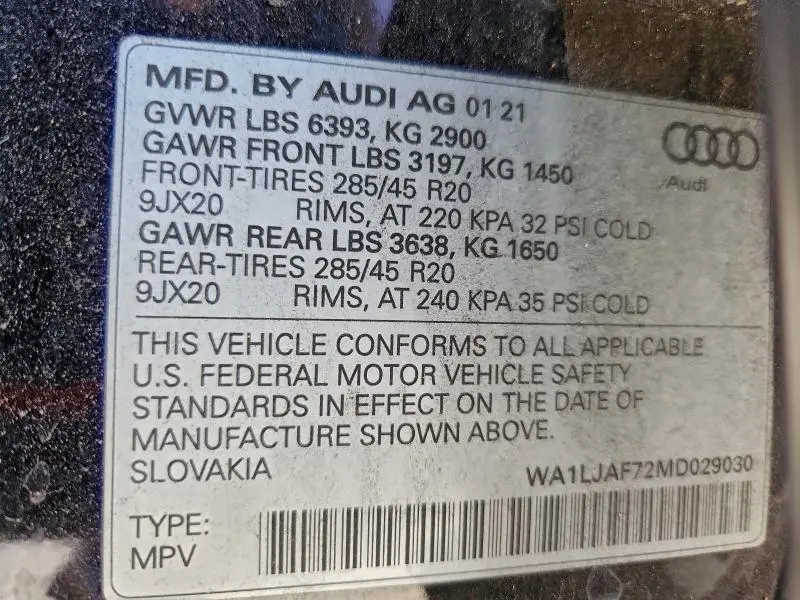 MFD. BY AUDI AG 01 21
GVWR LBS 6393, KG 2900
GAWR FRONT LBS 3197, KG 1450
FRONT-TIRES 285/45 R20
9JX20 RIMS, AT 220 KPA 32 PSI COLD
GAWR REAR LBS 3638, KG 1650
REAR-TIRES 285/45 R20
9JX20 RIMS, AT 240 KPA 35 PSI COLD
Audi
THIS VEHICLE CONFORMS TO ALL APPLICABLE
U.S. FEDERAL MOTOR VEHICLE SAFETY
STANDARDS IN EFFECT ON THE DATE OF
MANUFACTURE SHOWN ABOVE.
SLOVAKIA
WA1LJAF72MD029030
TYPE:
MPV